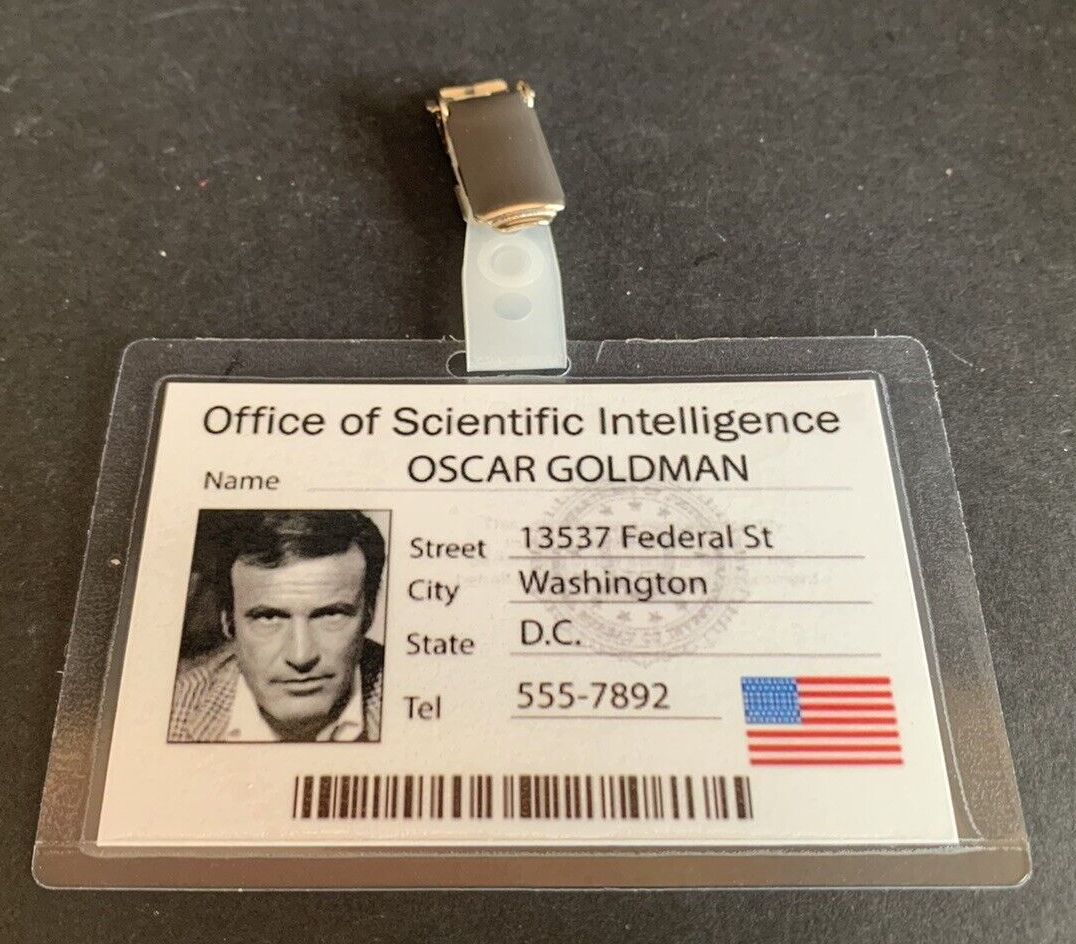 Office of Scientific Intelligence
Name OSCAR GOLDMAN
Street 13537 Federal St
City Washington
State D.C.
Tel 555-7892